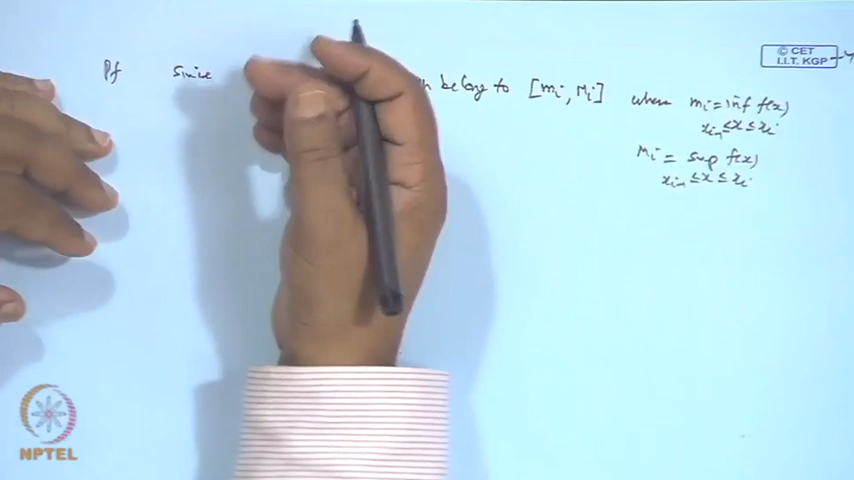 © CET
I.I.T. KGP
Pf Since belong to [mi, Mi] where mi = inf f(x)
xi-1 ≤ x ≤ xi
Mi = sup f(x)
xi-1 ≤ x ≤ xi
NPTEL